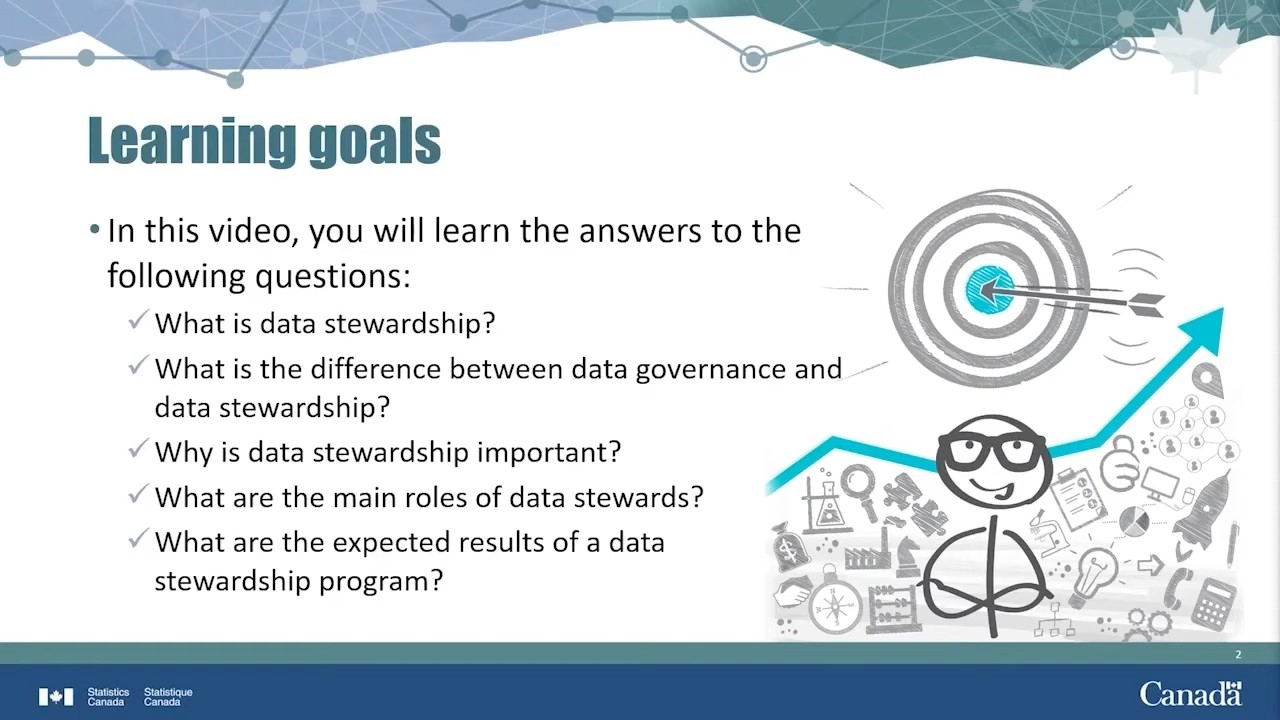 Learning goals
• In this video, you will learn the answers to the
following questions:
✓ What is data stewardship?
✓ What is the difference between data governance and
data stewardship?
✓ Why is data stewardship important?
✓ What are the main roles of data stewards?
✓ What are the expected results of a data
stewardship program?
2
Statistics Statistique
Canada Canada
Canada